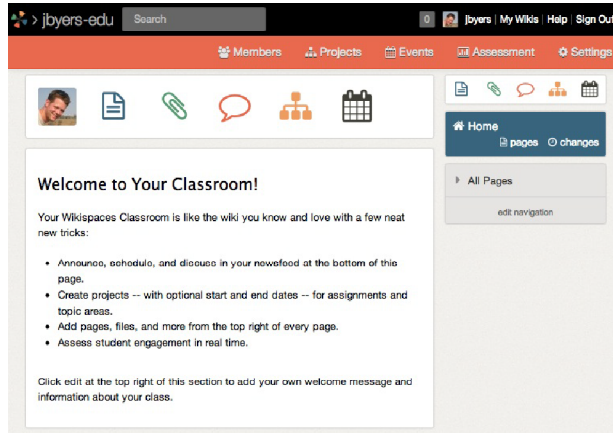 > jbyers-edu Search 0 jbyers My Wikis Help Sign Out
Members Projects Events Assessment Settings
Home
pages changes
All Pages
edit navigation
Welcome to Your Classroom!
Your Wikispaces Classroom is like the wiki you know and love with a few neat
new tricks:
• Announce, schedule, and discuss in your newsfeed at the bottom of this
page.
• Create projects -- with optional start and end dates -- for assignments and
topic areas.
• Add pages, files, and more from the top right of every page.
• Assess student engagement in real time.
Click edit at the top right of this section to add your own welcome message and
information about your class.